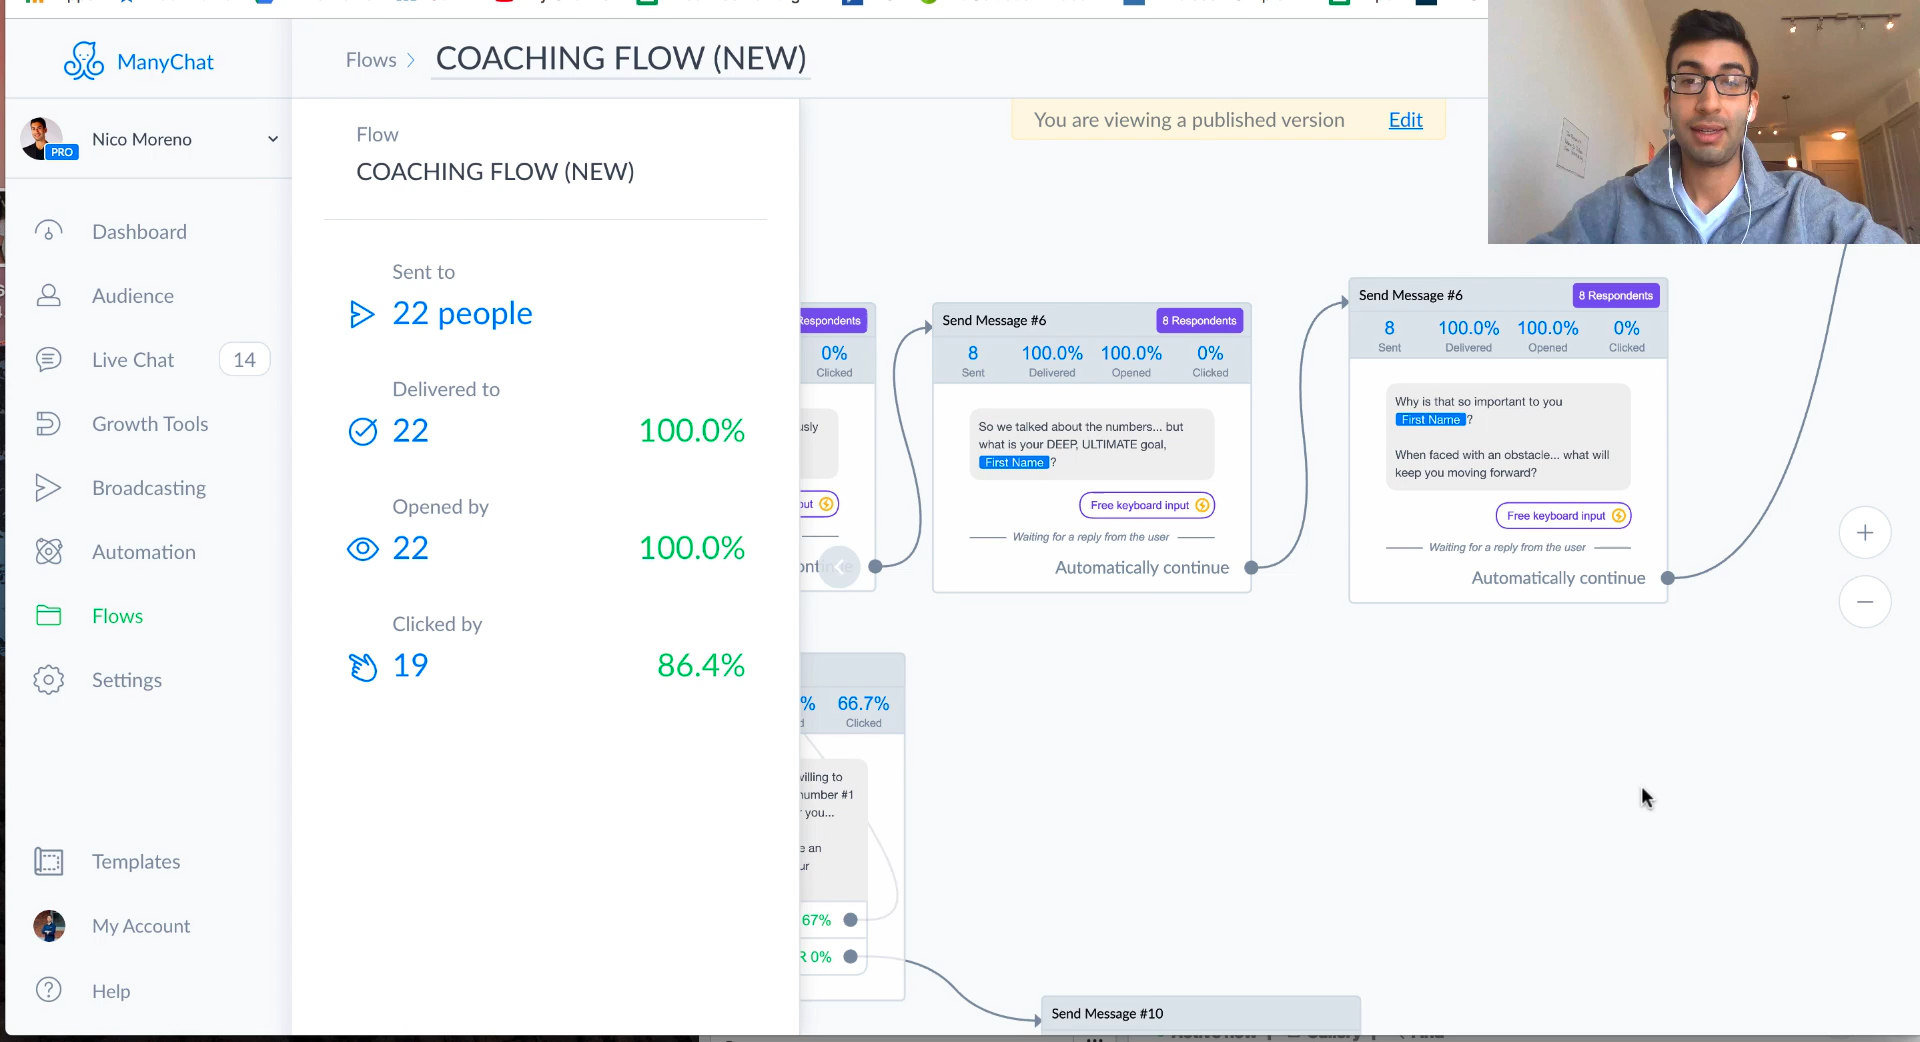 ManyChat
Flows
COACHING FLOW (NEW)
Nico Moreno
PRO
Dashboard
Audience
Live Chat
14
Growth Tools
Broadcasting
Automation
Flows
Settings
Templates
My Account
Help
Flow
COACHING FLOW (NEW)
Sent to
22 people
Delivered to
22
100.0%
Opened by
22
100.0%
Clicked by
19
86.4%
You are viewing a published version
Edit
0%
Clicked
Send Message #6
8 Respondents
8
100.0%
100.0%
0%
Sent
Delivered
Opened
Clicked
So we talked about the numbers... but
what is your DEEP, ULTIMATE goal,
First Name ?
Free keyboard input
Waiting for a reply from the user
Automatically continue
Send Message #6
8 Respondents
8
100.0%
100.0%
0%
Sent
Delivered
Opened
Clicked
Why is that so important to you
First Name ?
When faced with an obstacle... what will
keep you moving forward?
Free keyboard input
Waiting for a reply from the user
Automatically continue
%
66.7%
Clicked
willing to
number #1
you...
e an
67%
R 0%
Send Message #10